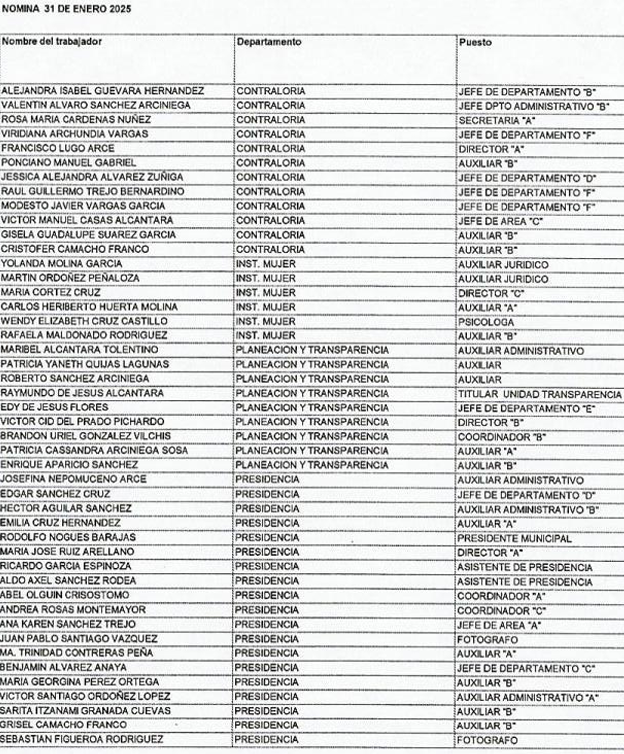 NOMINA 31 DE ENERO 2025
Nombre del trabajador Departamento Puesto
ALEJANDRA ISABEL GUEVARA HERNANDEZ CONTRALORIA JEFE DE DEPARTAMENTO "B"
VALENTIN ALVARO SANCHEZ ARCINIEGA CONTRALORIA JEFE DPTO ADMINISTRATIVO "B"
ROSA MARIA CARDENAS NUÑEZ CONTRALORIA SECRETARIA "A"
VIRIDIANA ARCHUNDIA VARGAS CONTRALORIA JEFE DE DEPARTAMENTO "F"
FRANCISCO LUGO ARCE CONTRALORIA DIRECTOR "A"
PONCIANO MANUEL GABRIEL CONTRALORIA AUXILIAR "B"
JESSICA ALEJANDRA ALVAREZ ZUÑIGA CONTRALORIA JEFE DE DEPARTAMENTO "D"
RAUL GUILLERMO TREJO BERNARDINO CONTRALORIA JEFE DE DEPARTAMENTO "F"
MODESTO JAVIER VARGAS GARCIA CONTRALORIA JEFE DE DEPARTAMENTO "F"
VICTOR MANUEL CASAS ALCANTARA CONTRALORIA JEFE DE AREA "C"
GISELA GUADALUPE SUAREZ GARCIA CONTRALORIA AUXILIAR "B"
CRISTOFER CAMACHO FRANCO CONTRALORIA AUXILIAR "B"
YOLANDA MOLINA GARCIA INST. MUJER AUXILIAR JURIDICO
MARTIN ORDOÑEZ PEÑALOZA INST. MUJER AUXILIAR JURIDICO
MARIA CORTEZ CRUZ INST. MUJER DIRECTOR "C"
CARLOS HERIBERTO HUERTA MOLINA INST. MUJER AUXILIAR "A"
WENDY ELIZABETH CRUZ CASTILLO INST. MUJER PSICOLOGA
RAFAELA MALDONADO RODRIGUEZ INST. MUJER AUXILIAR "B"
MARIBEL ALCANTARA TOLENTINO PLANEACION Y TRANSPARENCIA AUXILIAR ADMINISTRATIVO
PATRICIA YANETH QUIJAS LAGUNAS PLANEACION Y TRANSPARENCIA AUXILIAR
ROBERTO SANCHEZ ARCINIEGA PLANEACION Y TRANSPARENCIA AUXILIAR
RAYMUNDO DE JESUS ALCANTARA PLANEACION Y TRANSPARENCIA TITULAR UNIDAD TRANSPARENCIA
EDY DE JESUS FLORES PLANEACION Y TRANSPARENCIA JEFE DE DEPARTAMENTO "E"
VICTOR CID DEL PRADO PICHARDO PLANEACION Y TRANSPARENCIA DIRECTOR "B"
BRANDON URIEL GONZALEZ VILCHIS PLANEACION Y TRANSPARENCIA COORDINADOR "B"
PATRICIA CASSANDRA ARCINIEGA SOSA PLANEACION Y TRANSPARENCIA AUXILIAR "A"
ENRIQUE APARICIO SANCHEZ PLANEACION Y TRANSPARENCIA AUXILIAR "B"
JOSEFINA NEPOMUCENO ARCE PRESIDENCIA AUXILIAR ADMINISTRATIVO
EDGAR SANCHEZ CRUZ PRESIDENCIA JEFE DE DEPARTAMENTO "D"
HECTOR AGUILAR SANCHEZ PRESIDENCIA AUXILIAR ADMINISTRATIVO "B"
EMILIA CRUZ HERNANDEZ PRESIDENCIA AUXILIAR "A"
RODOLFO NOGUES BARAJAS PRESIDENCIA PRESIDENTE MUNICIPAL
MARIA JOSE RUIZ ARELLANO PRESIDENCIA DIRECTOR "A"
RICARDO GARCIA ESPINOZA PRESIDENCIA ASISTENTE DE PRESIDENCIA
ALDO AXEL SANCHEZ RODEA PRESIDENCIA ASISTENTE DE PRESIDENCIA
ABEL OLGUIN CRISOSTOMO PRESIDENCIA COORDINADOR "A"
ANDREA ROSAS MONTEMAYOR PRESIDENCIA COORDINADOR "C"
ANA KAREN SANCHEZ TREJO PRESIDENCIA JEFE DE AREA "A"
JUAN PABLO SANTIAGO VAZQUEZ PRESIDENCIA FOTOGRAFO
MA. TRINIDAD CONTRERAS PEÑA PRESIDENCIA AUXILIAR "A"
BENJAMIN ALVAREZ ANAYA PRESIDENCIA JEFE DE DEPARTAMENTO "C"
MARIA GEORGINA PEREZ ORTEGA PRESIDENCIA AUXILIAR "B"
VICTOR SANTIAGO ORDOÑEZ LOPEZ PRESIDENCIA AUXILIAR ADMINISTRATIVO "A"
SARITA ITZANAMI GRANADA CUEVAS PRESIDENCIA AUXILIAR "B"
GRISEL CAMACHO FRANCO PRESIDENCIA AUXILIAR "B"
SEBASTIAN FIGUEROA RODRIGUEZ PRESIDENCIA FOTOGRAFO